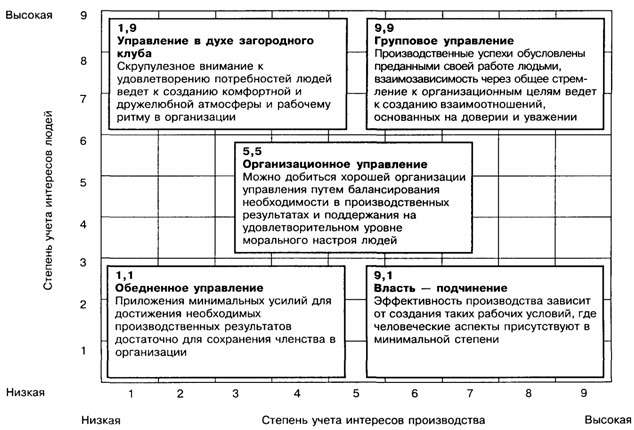 Высокая
9
8
7
6
5
4
3
2
1
Степень учета интересов людей
1,9
Управление в духе загородного
клуба
Скрупулезное внимание к
удовлетворению потребностей людей
ведет к созданию комфортной и
дружелюбной атмосферы и рабочему
ритму в организации
9,9
Групповое управление
Производственные успехи обусловлены
преданными своей работе людьми,
взаимозависимость через общее стрем-
ление к организационным целям ведет
к созданию взаимоотношений,
основанных на доверии и уважении
5,5
Организационное управление
Можно добиться хорошей организации
управления путем балансирования
необходимости в производственных
результатах и поддержания на
удовлетворительном уровне
морального настроя людей
1,1
Обедненное управление
Приложения минимальных усилий для
достижения необходимых
производственных результатов
достаточно для сохранения членства в
организации
9,1
Власть — подчинение
Эффективность производства зависит
от создания таких рабочих условий, где
человеческие аспекты присутствуют в
минимальной степени
Низкая
1 2 3 4 5 6 7 8 9
Низкая Степень учета интересов производства Высокая